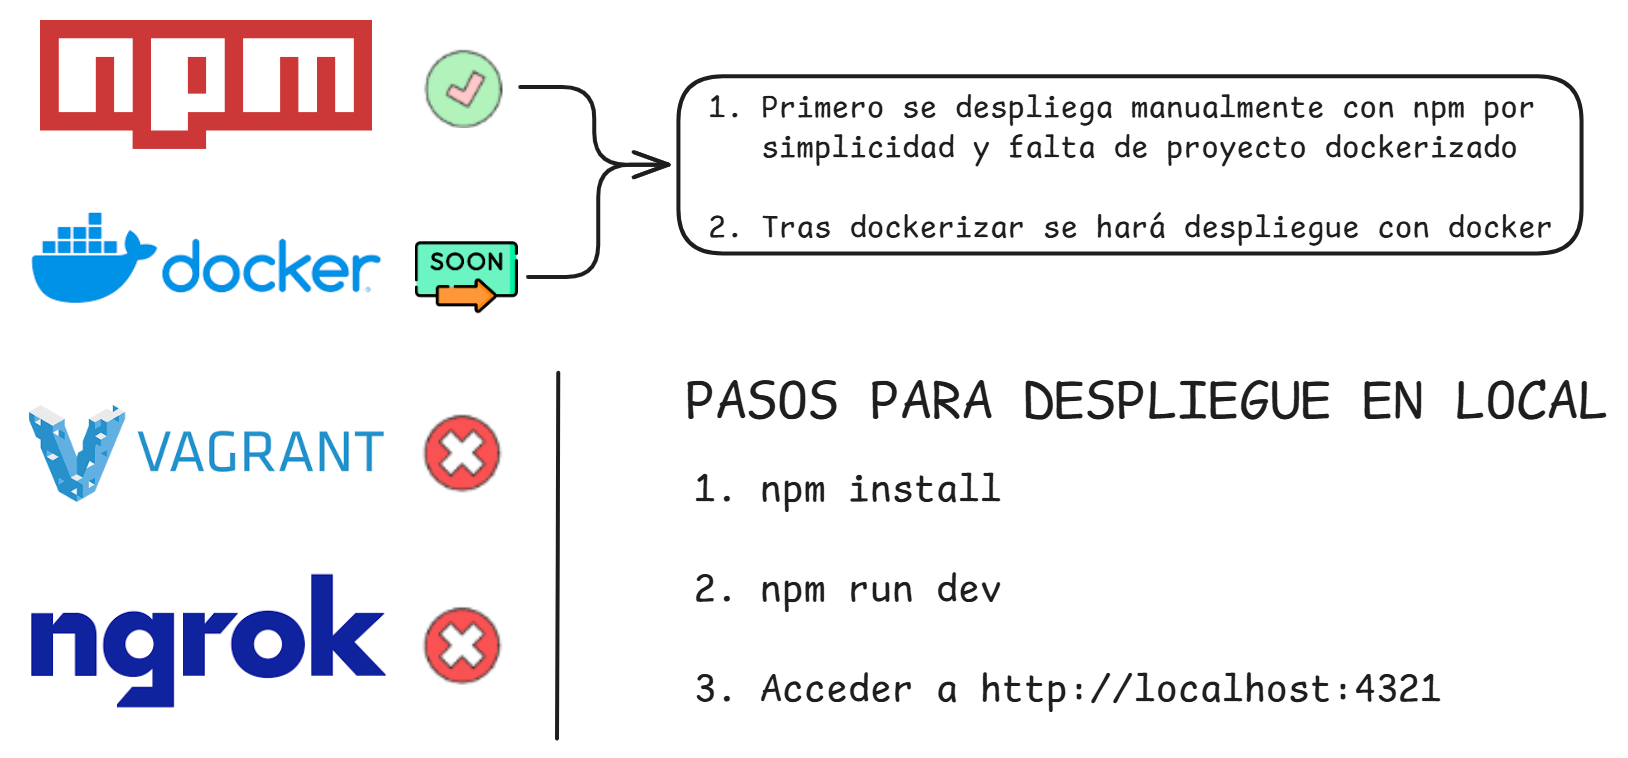 npm
1. Primero se despliega manualmente con npm por
simplicidad y falta de proyecto dockerizado
2. Tras dockerizar se hará despliegue con docker
docker
SOON
VAGRANT
ngrok
PASOS PARA DESPLIEGUE EN LOCAL
1. npm install
2. npm run dev
3. Acceder a http://localhost:4321